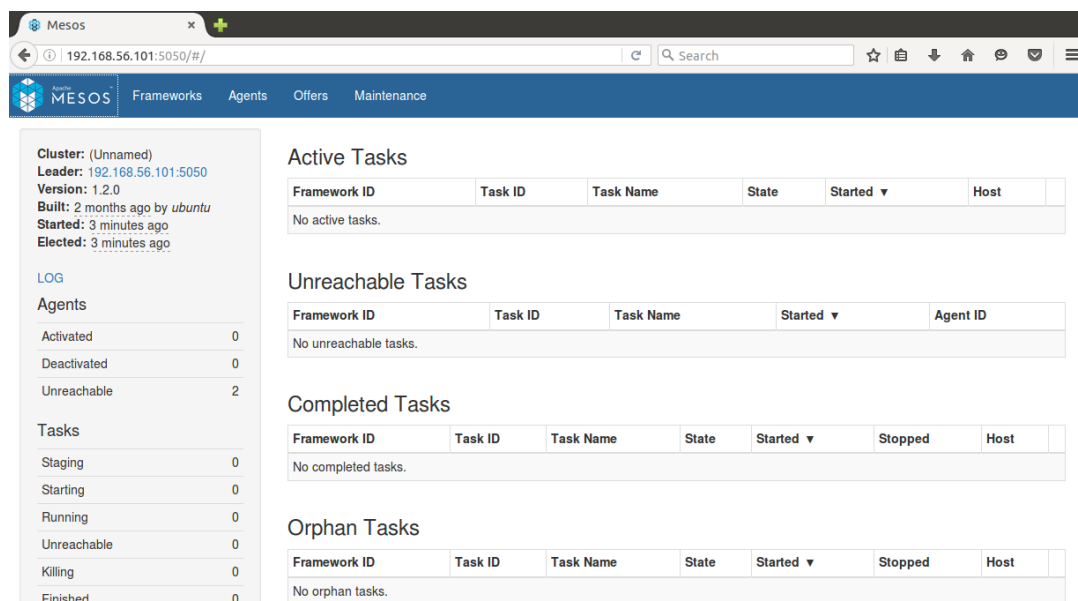 Mesos
192.168.56.101:5050/#/
Search
Apache
MESOS™ Frameworks Agents Offers Maintenance
Cluster: (Unnamed)
Leader: 192.168.56.101:5050
Version: 1.2.0
Built: 2 months ago by ubuntu
Started: 3 minutes ago
Elected: 3 minutes ago
LOG
Agents
Activated 0
Deactivated 0
Unreachable 2
Tasks
Staging 0
Starting 0
Running 0
Unreachable 0
Killing 0
Finished 0
Active Tasks
Framework ID Task ID Task Name State Started ▼ Host
No active tasks.
Unreachable Tasks
Framework ID Task ID Task Name Started ▼ Agent ID
No unreachable tasks.
Completed Tasks
Framework ID Task ID Task Name State Started ▼ Stopped Host
No completed tasks.
Orphan Tasks
Framework ID Task ID Task Name State Started ▼ Stopped Host
No orphan tasks.